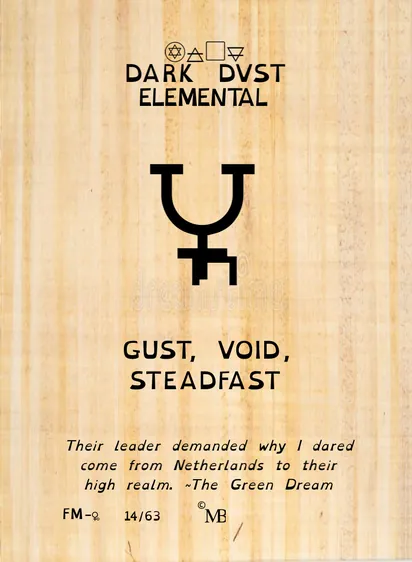 DARK DVST
ELEMENTAL
GUST, VOID,
STEADFAST
Their leader demanded why I dared
come from Netherlands to their
high realm. ~The Green Dream
FM-♀ 14/63 © MB